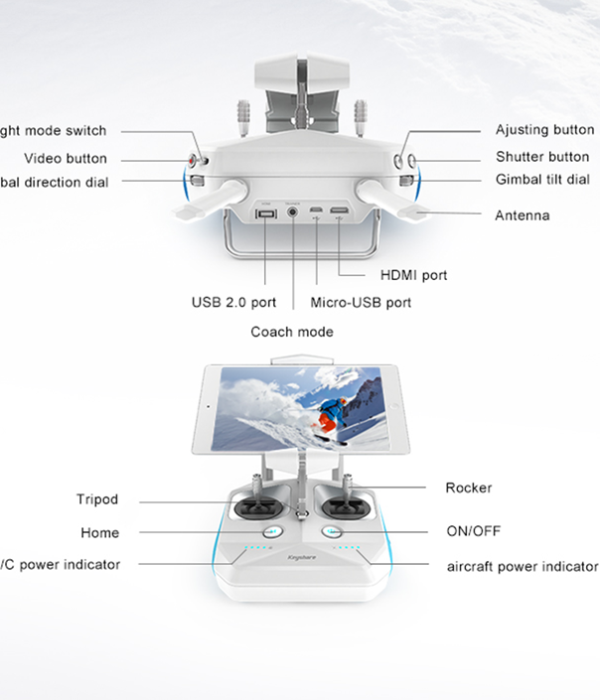 ght mode switch
Ajusting button
Video button
Shutter button
bal direction dial
Gimbal tilt dial
Antenna
HDMI port
USB 2.0 port
Micro-USB port
Coach mode
Rocker
Tripod
Home
ON/OFF
Kingshare
/C power indicator
aircraft power indicator